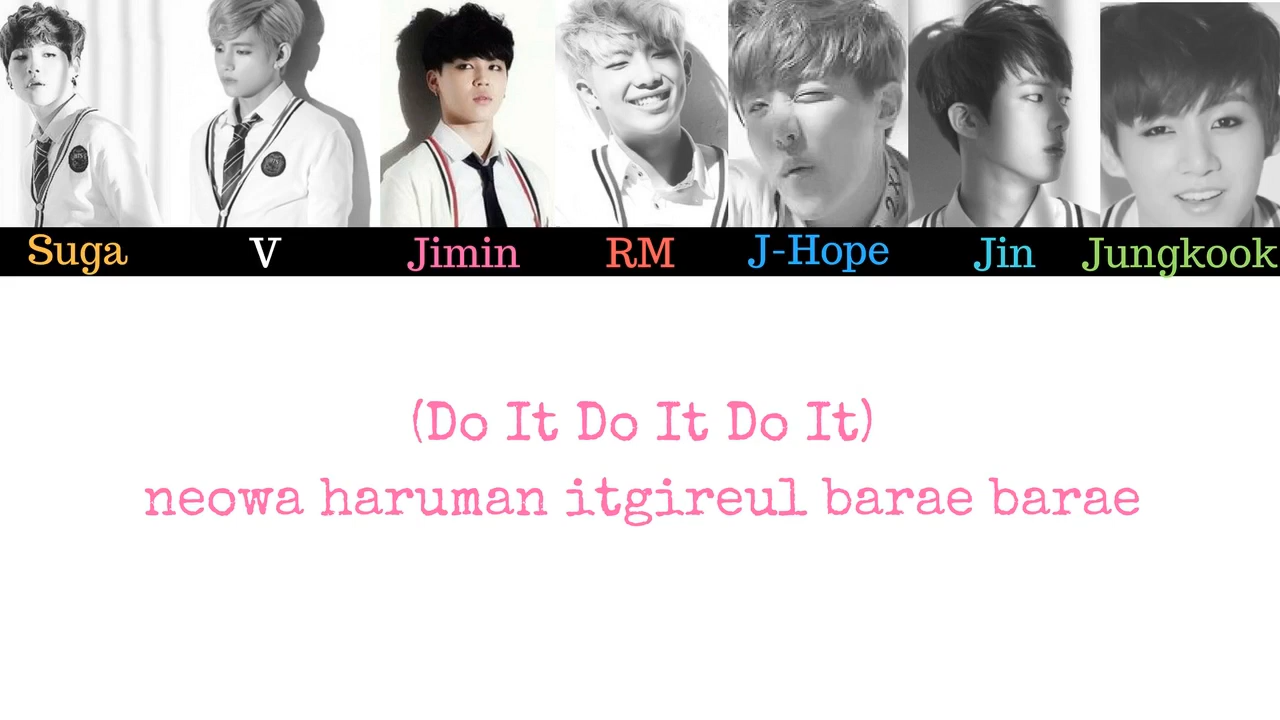 Suga V Jimin RM J-Hope Jin Jungkook
(Do It Do It Do It)
neowa haruman itgireul barae barae